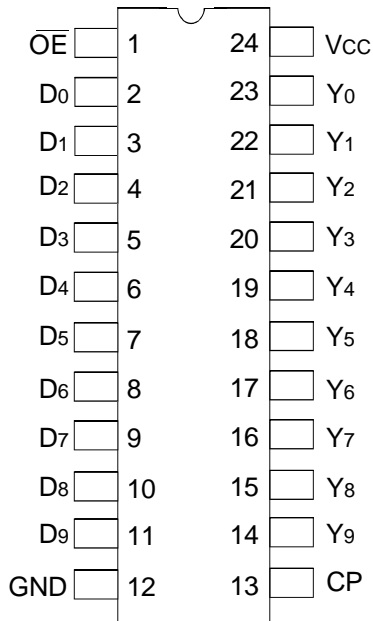 O̅E̅ 1 24 VCC
D0 2 23 Y0
D1 3 22 Y1
D2 4 21 Y2
D3 5 20 Y3
D4 6 19 Y4
D5 7 18 Y5
D6 8 17 Y6
D7 9 16 Y7
D8 10 15 Y8
D9 11 14 Y9
GND 12 13 CP